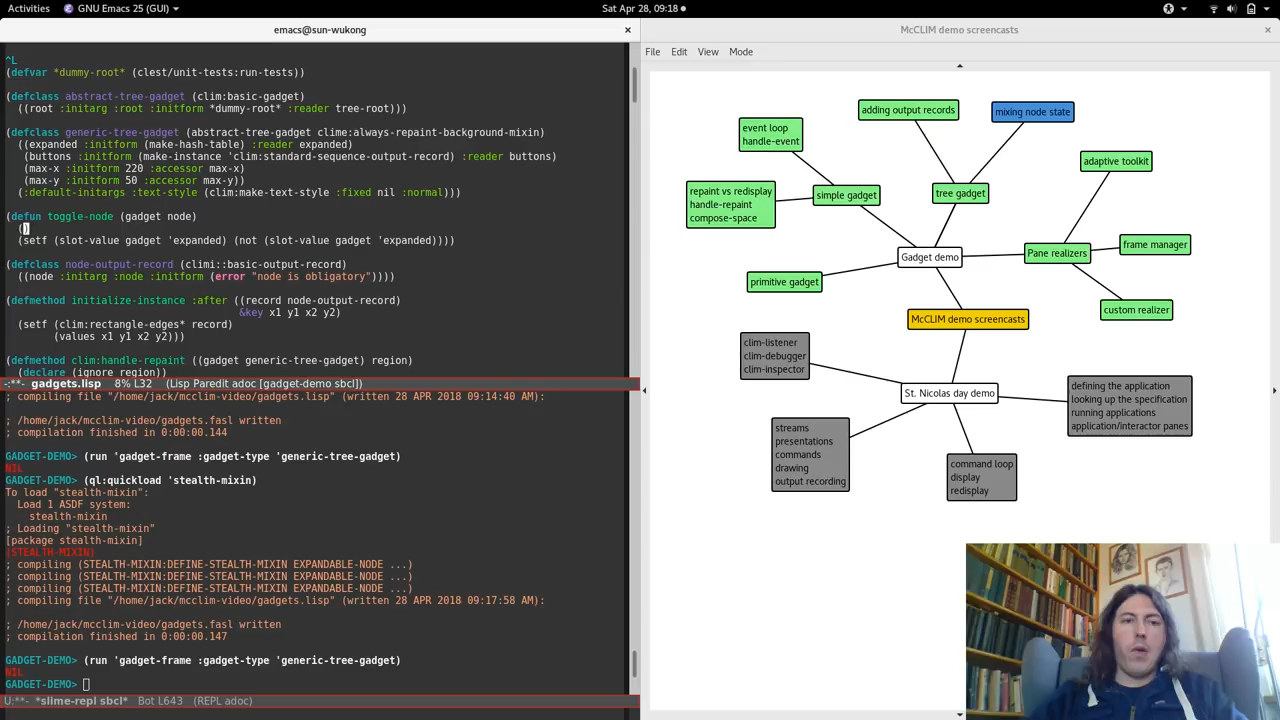 Activities
GNU Emacs 25 (GUI)
Sat Apr 28, 09:18
emacs@sun-wukong
^L
(defvar *dummy-root* (clest/unit-tests:run-tests))
(defclass abstract-tree-gadget (clim:basic-gadget)
  ((root :initarg :root :initform *dummy-root* :reader tree-root)))
(defclass generic-tree-gadget (abstract-tree-gadget clime:always-repaint-background-mixin)
  ((expanded :initform (make-hash-table) :reader expanded)
   (buttons :initform (make-instance 'clim:standard-sequence-output-record) :reader buttons)
   (max-x :initform 220 :accessor max-x)
   (max-y :initform 50 :accessor max-y))
  (:default-initargs :text-style (clim:make-text-style :fixed nil :normal)))
(defun toggle-node (gadget node)
  ()
  (setf (slot-value gadget 'expanded) (not (slot-value gadget 'expanded))))
(defclass node-output-record (climi::basic-output-record)
  ((node :initarg :node :initform (error "node is obligatory"))))
(defmethod initialize-instance :after ((record node-output-record)
                                       &key x1 y1 x2 y2)
  (setf (clim:rectangle-edges* record)
        (values x1 y1 x2 y2)))
(defmethod clim:handle-repaint ((gadget generic-tree-gadget) region)
  (declare (ignore region))
-:**-  gadgets.lisp   8% L32   (Lisp Paredit adoc [gadget-demo sbcl])
; compiling file "/home/jack/mcclim-video/gadgets.lisp" (written 28 APR 2018 09:14:40 AM):
; /home/jack/mcclim-video/gadgets.fasl written
; compilation finished in 0:00:00.144
GADGET-DEMO> (run 'gadget-frame :gadget-type 'generic-tree-gadget)
NIL
GADGET-DEMO> (ql:quickload 'stealth-mixin)
To load "stealth-mixin":
  Load 1 ASDF system:
    stealth-mixin
; Loading "stealth-mixin"
[package stealth-mixin]
(STEALTH-MIXIN)
; compiling (STEALTH-MIXIN:DEFINE-STEALTH-MIXIN EXPANDABLE-NODE ...)
; compiling (STEALTH-MIXIN:DEFINE-STEALTH-MIXIN EXPANDABLE-NODE ...)
; compiling (STEALTH-MIXIN:DEFINE-STEALTH-MIXIN EXPANDABLE-NODE ...)
; compiling file "/home/jack/mcclim-video/gadgets.lisp" (written 28 APR 2018 09:17:58 AM):
; /home/jack/mcclim-video/gadgets.fasl written
; compilation finished in 0:00:00.147
GADGET-DEMO> (run 'gadget-frame :gadget-type 'generic-tree-gadget)
NIL
GADGET-DEMO>
U:**-  *slime-repl sbcl*   Bot L643   (REPL adoc)
McCLIM demo screencasts
File Edit View Mode
adding output records
mixing node state
event loop
handle-event
adaptive toolkit
repaint vs redisplay
handle-repaint
compose-space
simple gadget
tree gadget
Gadget demo
Pane realizers
frame manager
primitive gadget
custom realizer
McCLIM demo screencasts
clim-listener
clim-debugger
clim-inspector
St. Nicolas day demo
defining the application
looking up the specification
running applications
application/interactor panes
streams
presentations
commands
drawing
output recording
command loop
display
redisplay